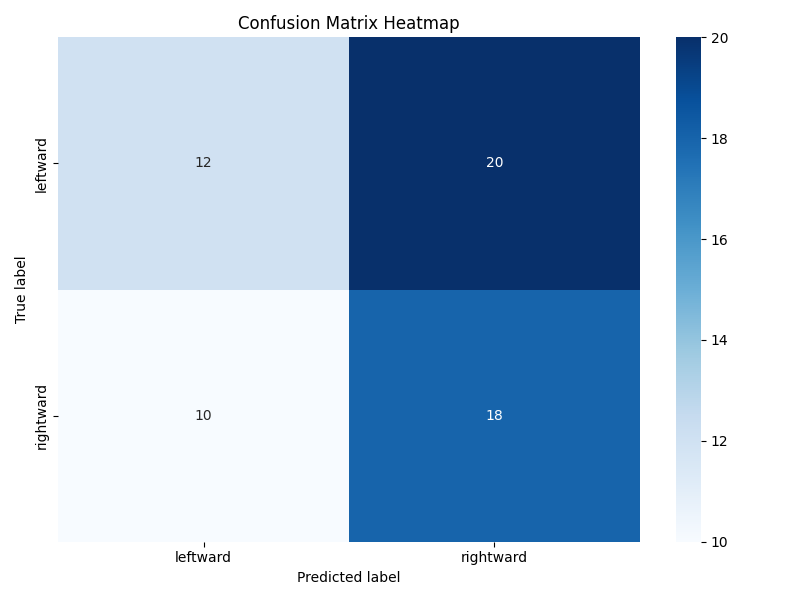 Confusion Matrix Heatmap
True label
leftward
rightward
12
20
10
18
leftward
rightward
Predicted label
20
18
16
14
12
10